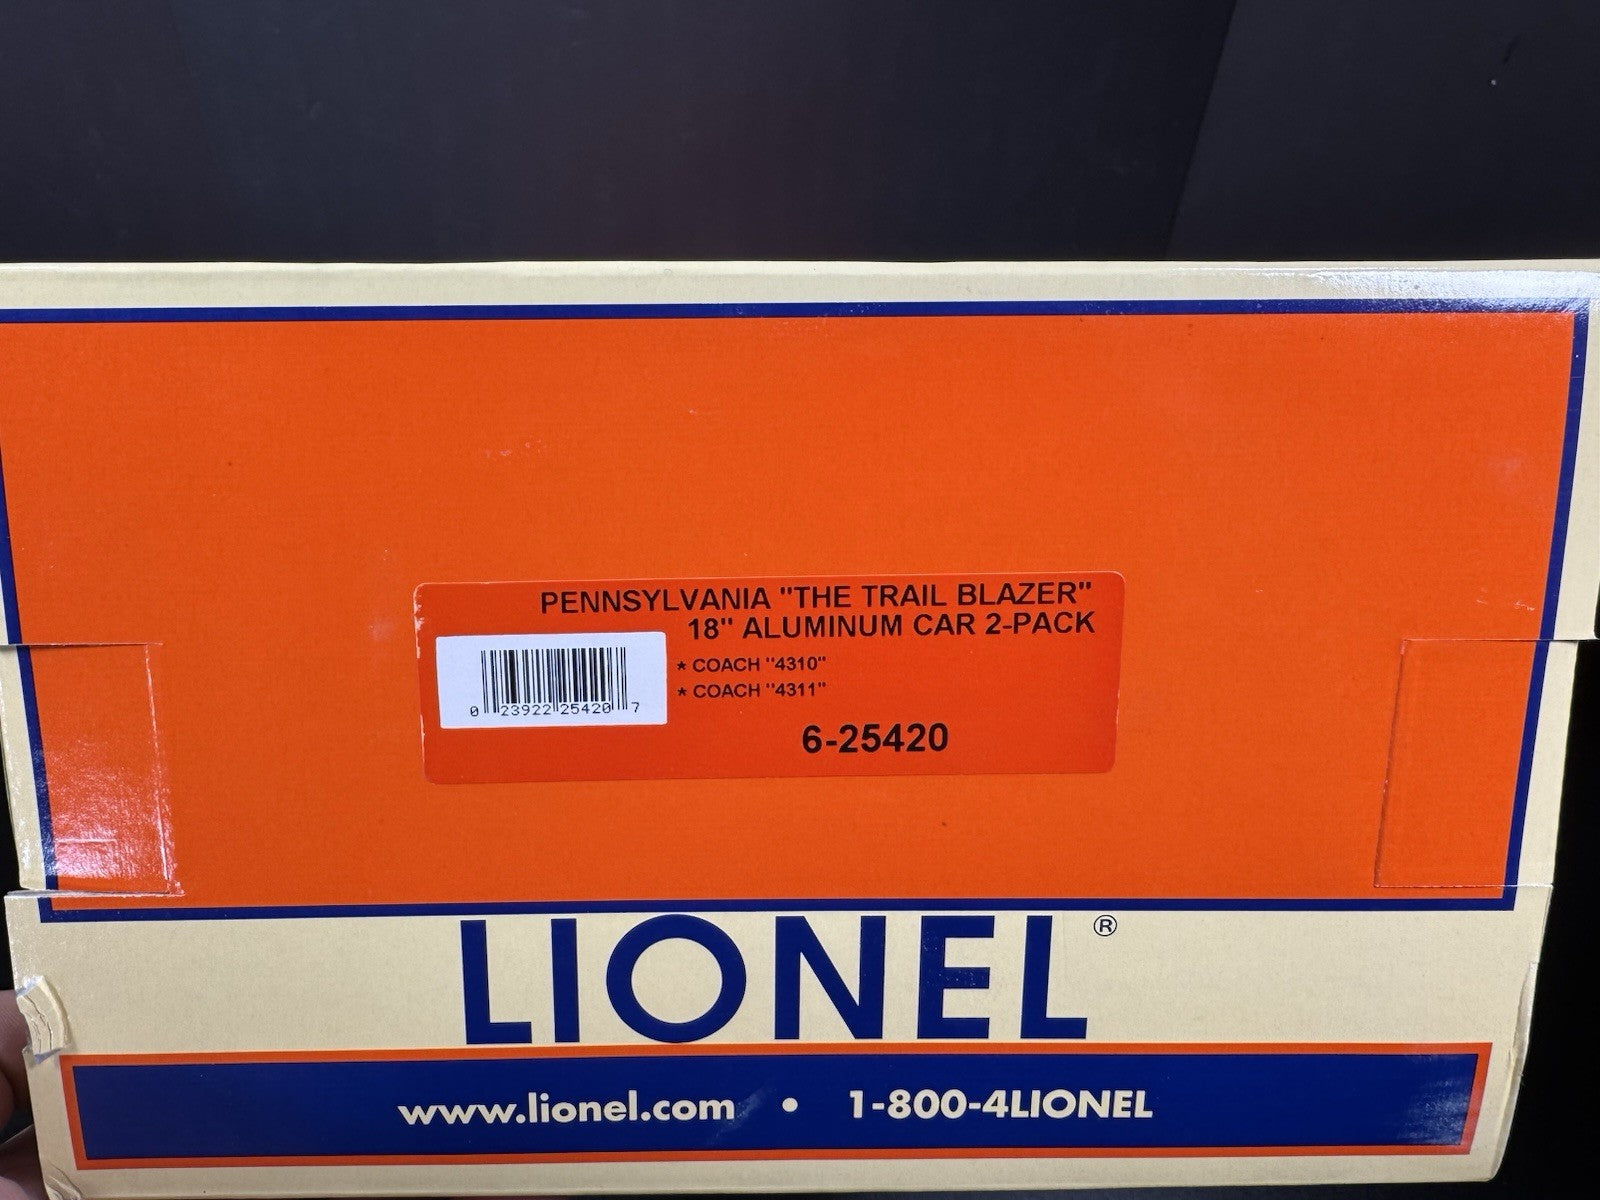 PENNSYLVANIA "THE TRAIL BLAZER"
18" ALUMINUM CAR 2-PACK
* COACH "4310"
* COACH "4311"
0 23922 25420 7
6-25420
LIONEL®
www.lionel.com • 1-800-4LIONEL